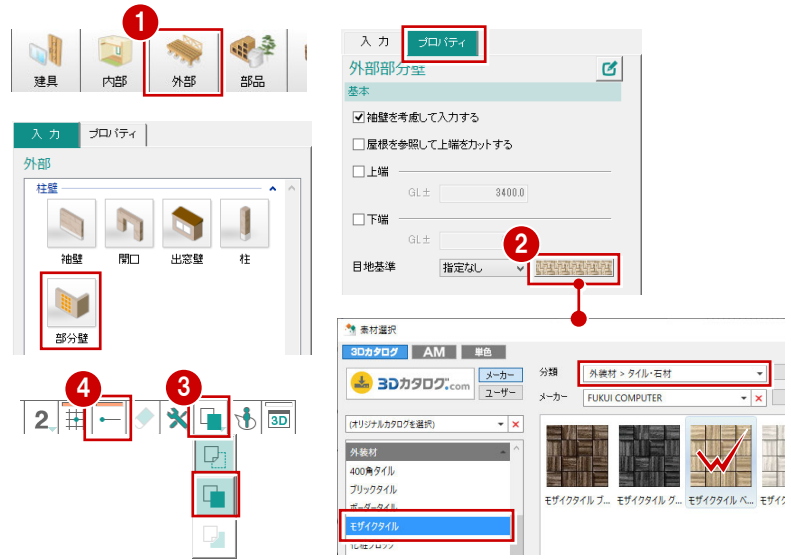 1
建具
内部
外部
部品
入 力
プロパティ
外部
柱壁
袖壁
開口
出窓壁
柱
部分壁
4
3
2
3D
入 力
プロパティ
外部部分壁
基本
袖壁を考慮して入力する
屋根を参照して上端をカットする
上端
GL±
3400.0
下端
GL±
2
目地基準
指定なし
素材選択
3Dカタログ
AM
単色
3Dカタログ.com
メーカー
ユーザー
分類
外装材 > タイル・石材
メーカー
FUKUI COMPUTER
(オリジナルカタログを選択)
外装材
400角タイル
ブリックタイル
ボーダータイル
モザイクタイル
化粧ブロック
モザイクタイル ブ...
モザイクタイル グ...
モザイクタイル ベ...
モザイク